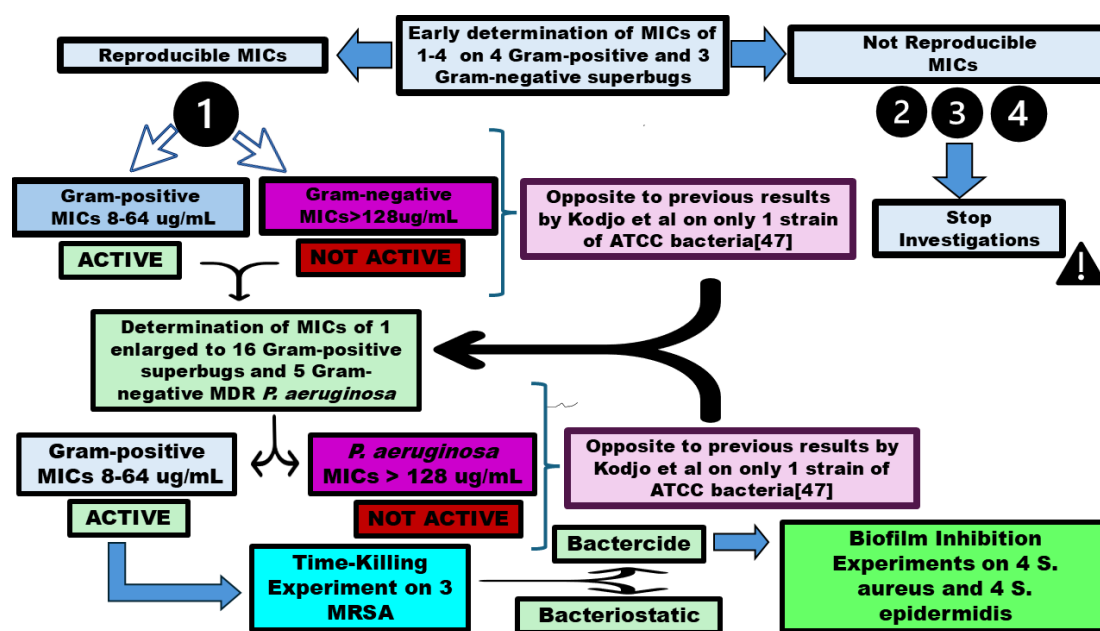 Reproducible MICs
Early determination of MICs of
1-4 on 4 Gram-positive and 3
Gram-negative superbugs
Not Reproducible
MICs
1
2
3
4
Gram-positive
MICs 8-64 ug/mL
Gram-negative
MICs>128ug/mL
Opposite to previous results
by Kodjo et al on only 1 strain
of ATCC bacteria[47]
Stop
Investigations
!
ACTIVE
NOT ACTIVE
Determination of MICs of 1
enlarged to 16 Gram-positive
superbugs and 5 Gram-
negative MDR P. aeruginosa
Gram-positive
MICs 8-64 ug/mL
P. aeruginosa
MICs > 128 ug/mL
Opposite to previous results by
Kodjo et al on only 1 strain of
ATCC bacteria[47]
ACTIVE
NOT ACTIVE
Time-Killing
Experiment on 3
MRSA
Bactercide
Bacteriostatic
Biofilm Inhibition
Experiments on 4 S.
aureus and 4 S.
epidermidis